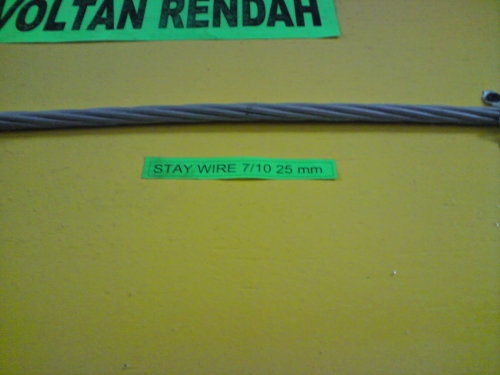 VOLTAN RENDAH
STAY WIRE 7/10 25 mm